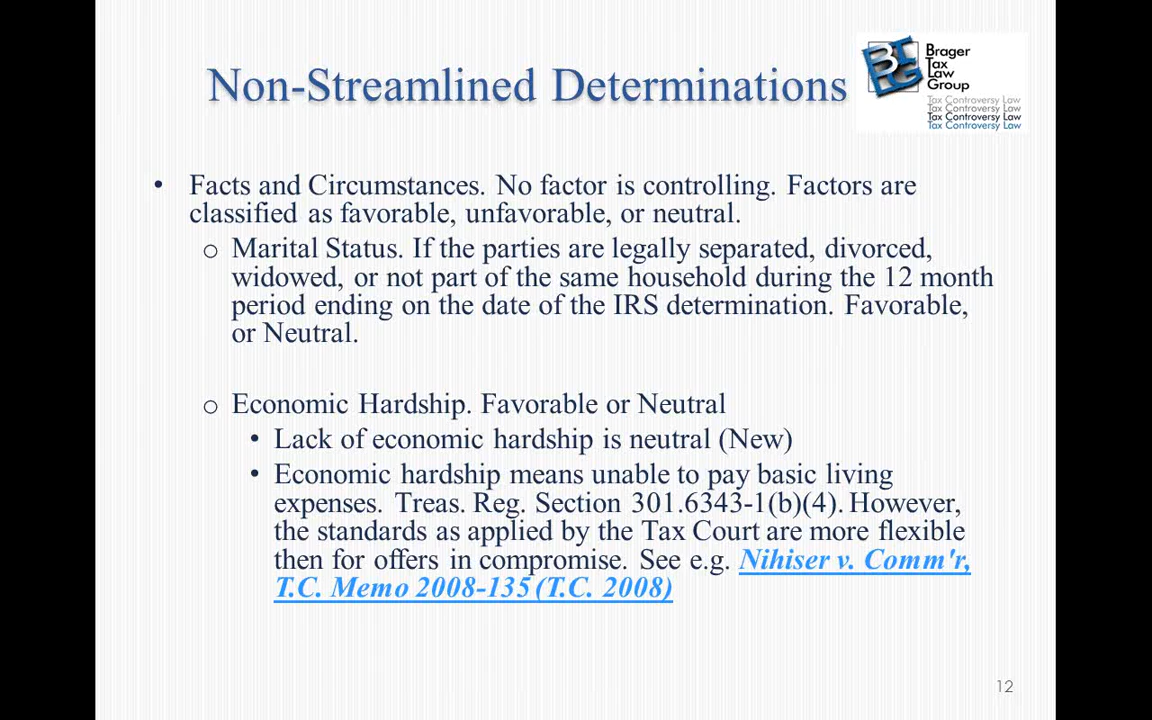 Non-Streamlined Determinations
BTLG
Brager
Tax
Law
Group
Tax Controversy Law
Tax Controversy Law
Tax Controversy Law
Tax Controversy Law
• Facts and Circumstances. No factor is controlling. Factors are
classified as favorable, unfavorable, or neutral.
o Marital Status. If the parties are legally separated, divorced,
widowed, or not part of the same household during the 12 month
period ending on the date of the IRS determination. Favorable,
or Neutral.
o Economic Hardship. Favorable or Neutral
• Lack of economic hardship is neutral (New)
• Economic hardship means unable to pay basic living
expenses. Treas. Reg. Section 301.6343-1(b)(4). However,
the standards as applied by the Tax Court are more flexible
then for offers in compromise. See e.g. Nihiser v. Comm'r,
T.C. Memo 2008-135 (T.C. 2008)
12